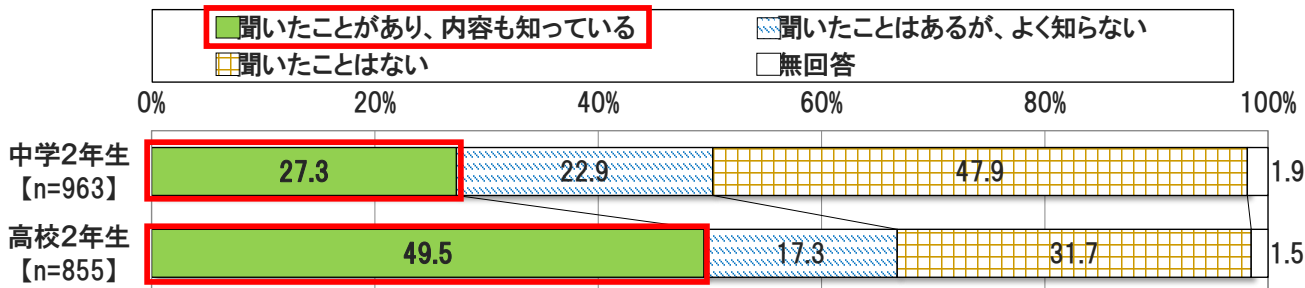 聞いたことがあり、内容も知っている 聞いたことはあるが、よく知らない
聞いたことはない 無回答
0% 20% 40% 60% 80% 100%
中学2年生
【n=963】
27.3 22.9 47.9 1.9
高校2年生
【n=855】
49.5 17.3 31.7 1.5